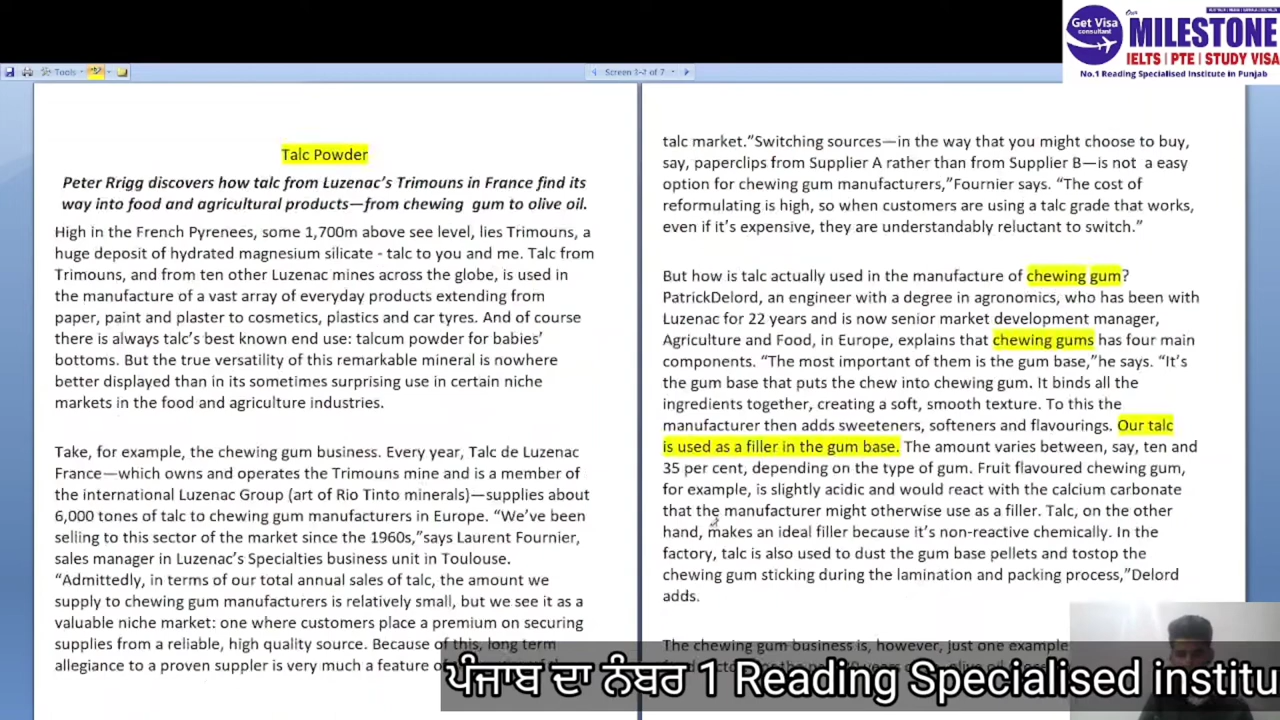 Get Visa
consultant
Our
MILESTONE
IELTS | PTE | STUDY VISA
No.1 Reading Specialised Institute in Punjab
Tools
Screen 1-2 of 7
Talc Powder
Peter Rrigg discovers how talc from Luzenac's Trimouns in France find its
way into food and agricultural products—from chewing gum to olive oil.
High in the French Pyrenees, some 1,700m above see level, lies Trimouns, a
huge deposit of hydrated magnesium silicate - talc to you and me. Talc from
Trimouns, and from ten other Luzenac mines across the globe, is used in
the manufacture of a vast array of everyday products extending from
paper, paint and plaster to cosmetics, plastics and car tyres. And of course
there is always talc's best known end use: talcum powder for babies'
bottoms. But the true versatility of this remarkable mineral is nowhere
better displayed than in its sometimes surprising use in certain niche
markets in the food and agriculture industries.
Take, for example, the chewing gum business. Every year, Talc de Luzenac
France—which owns and operates the Trimouns mine and is a member of
the international Luzenac Group (art of Rio Tinto minerals)—supplies about
6,000 tones of talc to chewing gum manufacturers in Europe. "We've been
selling to this sector of the market since the 1960s,"says Laurent Fournier,
sales manager in Luzenac's Specialties business unit in Toulouse.
"Admittedly, in terms of our total annual sales of talc, the amount we
supply to chewing gum manufacturers is relatively small, but we see it as a
valuable niche market: one where customers place a premium on securing
supplies from a reliable, high quality source. Because of this, long term
allegiance to a proven suppler is very much a feature of
talc market."Switching sources—in the way that you might choose to buy,
say, paperclips from Supplier A rather than from Supplier B—is not a easy
option for chewing gum manufacturers,"Fournier says. "The cost of
reformulating is high, so when customers are using a talc grade that works,
even if it's expensive, they are understandably reluctant to switch."
But how is talc actually used in the manufacture of chewing gum?
PatrickDelord, an engineer with a degree in agronomics, who has been with
Luzenac for 22 years and is now senior market development manager,
Agriculture and Food, in Europe, explains that chewing gums has four main
components. "The most important of them is the gum base,"he says. "It's
the gum base that puts the chew into chewing gum. It binds all the
ingredients together, creating a soft, smooth texture. To this the
manufacturer then adds sweeteners, softeners and flavourings. Our talc
is used as a filler in the gum base. The amount varies between, say, ten and
35 per cent, depending on the type of gum. Fruit flavoured chewing gum,
for example, is slightly acidic and would react with the calcium carbonate
that the manufacturer might otherwise use as a filler. Talc, on the other
hand, makes an ideal filler because it's non-reactive chemically. In the
factory, talc is also used to dust the gum base pellets and tostop the
chewing gum sticking during the lamination and packing process,"Delord
adds.
The chewing gum business is, however, just one example
ਪੰਜਾਬ ਦਾ ਨੰਬਰ 1 Reading Specialised institu